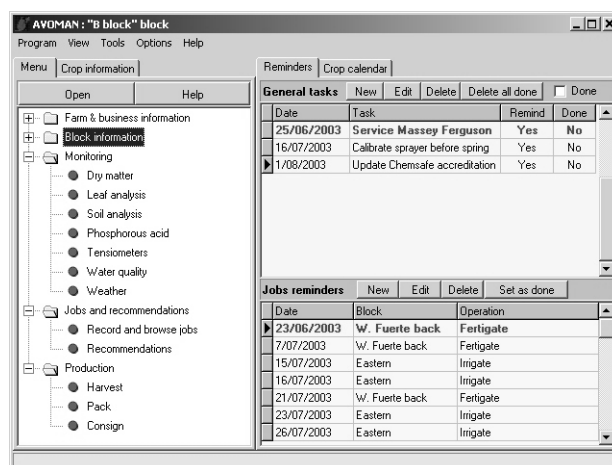 AVOMAN : "B block" block
Program View Tools Options Help
Menu Crop information
Open Help
Farm & business information
Block information
Monitoring
Dry matter
Leaf analysis
Soil analysis
Phosphorous acid
Tensiometers
Water quality
Weather
Jobs and recommendations
Record and browse jobs
Recommendations
Production
Harvest
Pack
Consign
Reminders Crop calendar
General tasks New Edit Delete Delete all done Done
Date Task Remind Done
25/06/2003 Service Massey Ferguson Yes No
16/07/2003 Calibrate sprayer before spring Yes No
1/08/2003 Update Chemsafe accreditation Yes No
Jobs reminders New Edit Delete Set as done
Date Block Operation
23/06/2003 W. Fuerte back Fertigate
7/07/2003 W. Fuerte back Fertigate
15/07/2003 Eastern Irrigate
16/07/2003 Eastern Irrigate
21/07/2003 W. Fuerte back Fertigate
23/07/2003 Eastern Irrigate
26/07/2003 Eastern Irrigate